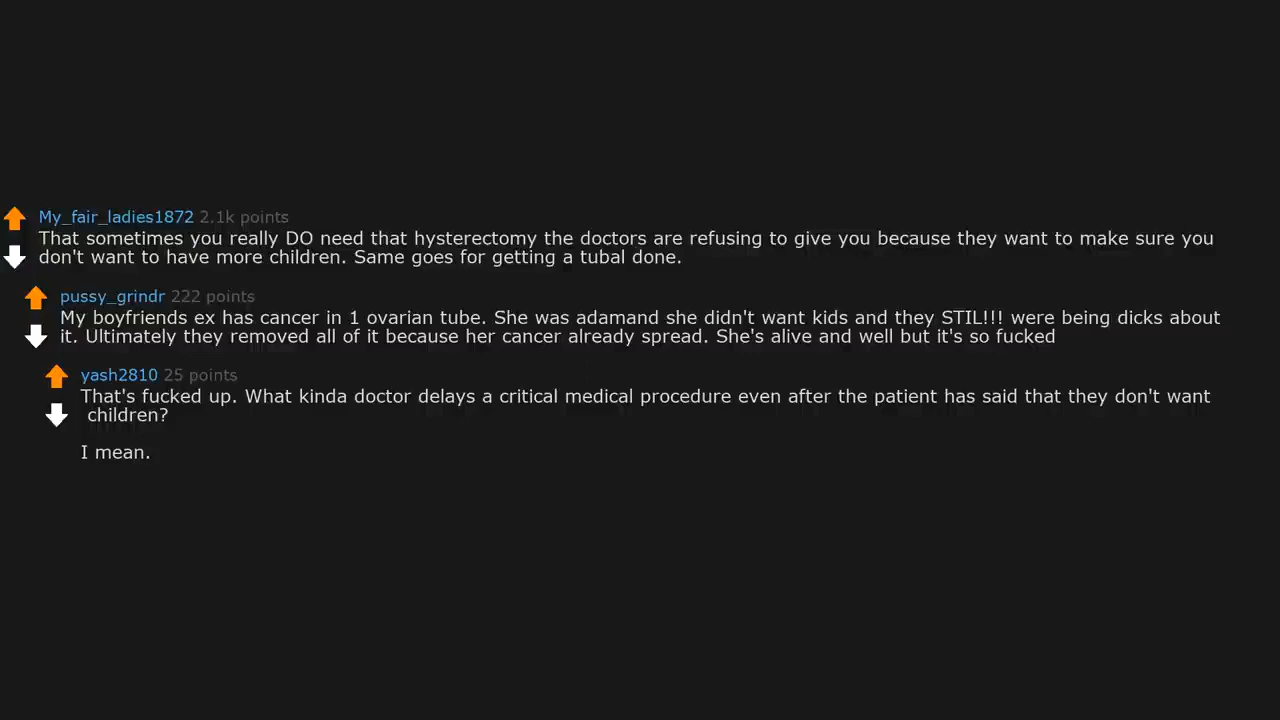 My_fair_ladies1872 2.1k points
That sometimes you really DO need that hysterectomy the doctors are refusing to give you because they want to make sure you
don't want to have more children. Same goes for getting a tubal done.
pussy_grindr 222 points
My boyfriends ex has cancer in 1 ovarian tube. She was adamand she didn't want kids and they STIL!!! were being dicks about
it. Ultimately they removed all of it because her cancer already spread. She's alive and well but it's so fucked
yash2810 25 points
That's fucked up. What kinda doctor delays a critical medical procedure even after the patient has said that they don't want
children?
I mean.